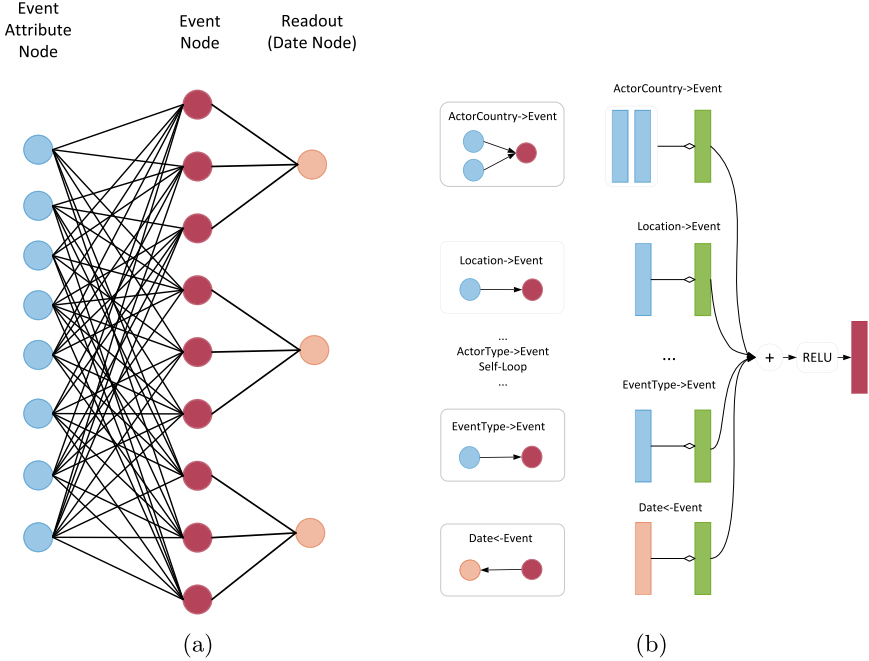 Event
Attribute
Node
Event
Node
Readout
(Date Node)
ActorCountry->Event
Location->Event
...
ActorType->Event
Self-Loop
...
EventType->Event
Date<-Event
ActorCountry->Event
Location->Event
...
EventType->Event
Date<-Event
+
RELU
(a)
(b)